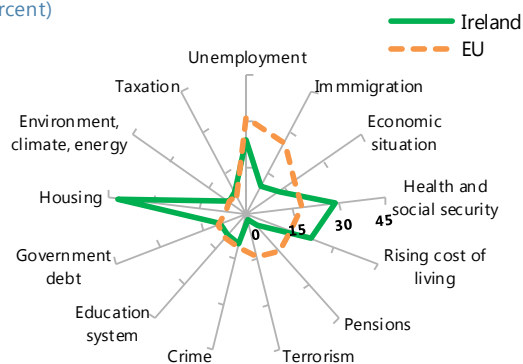 rcent)
Ireland
EU
Unemployment
Taxation
Immmigration
Environment,
climate, energy
Economic
situation
Housing
Health and
social security
0
15
30
45
Government
debt
Rising cost of
living
Education
system
Pensions
Crime
Terrorism